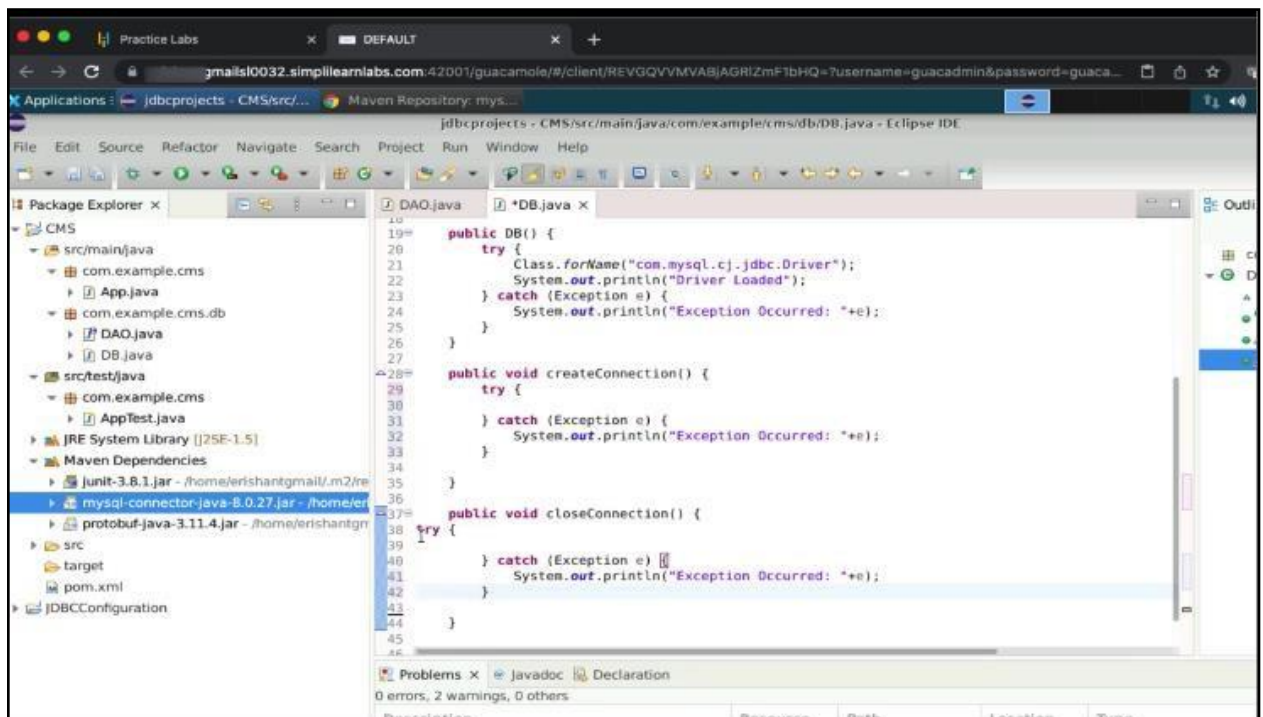 Practice Labs
DEFAULT
gmailsl0032.simplilearnlabs.com:42001/guacamole/#/client/REVGQVVMVABjAGRlZmF1bHQ=?username=guacadmin&password=guaca...
Applications jdbcprojects - CMS/src/... Maven Repository: mys...
jdbcprojects - CMS/src/main/java/com/example/cms/db/DB.java - Eclipse IDE
File Edit Source Refactor Navigate Search Project Run Window Help
Package Explorer
CMS
src/main/java
com.example.cms
App.java
com.example.cms.db
DAO.java
DB.java
src/test/java
com.example.cms
AppTest.java
JRE System Library [J2SE-1.5]
Maven Dependencies
junit-3.8.1.jar - /home/erishantgmail/.m2/re
mysql-connector-java-8.0.27.jar - /home/eri
protobuf-java-3.11.4.jar - /home/erishantgm
src
target
pom.xml
JDBCConfiguration
DAO.java *DB.java
19 public DB() {
20 try {
21 Class.forName("com.mysql.cj.jdbc.Driver");
22 System.out.println("Driver Loaded");
23 } catch (Exception e) {
24 System.out.println("Exception Occurred: "+e);
25 }
26 }
27
28 public void createConnection() {
29 try {
30
31 } catch (Exception e) {
32 System.out.println("Exception Occurred: "+e);
33 }
34
35 }
36
37 public void closeConnection() {
38 try {
39
40 } catch (Exception e) {
41 System.out.println("Exception Occurred: "+e);
42 }
43
44 }
45
Outli
Problems Javadoc Declaration
0 errors, 2 warnings, 0 others